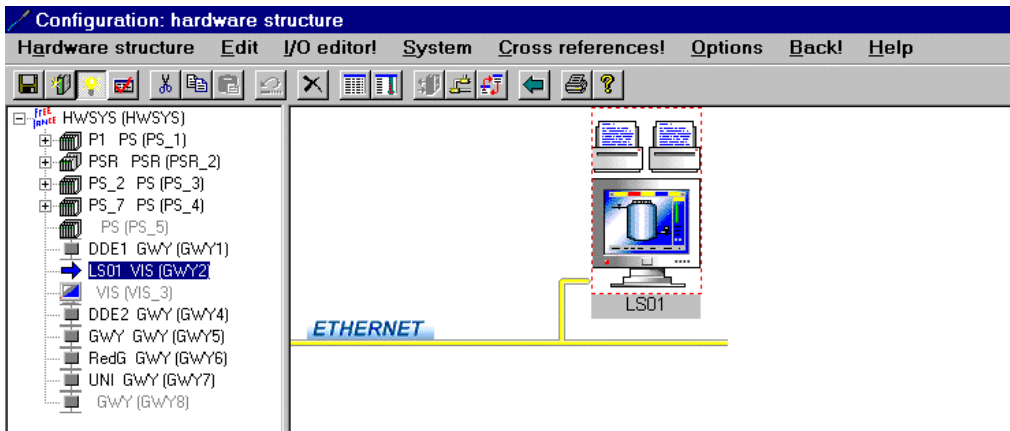 Configuration: hardware structure
Hardware structure Edit I/O editor! System Cross references! Options Back! Help
FREE LANCE HWSYS (HWSYS)
P1 PS (PS_1)
PSR PSR (PSR_2)
PS_2 PS (PS_3)
PS_7 PS (PS_4)
PS (PS_5)
DDE1 GWY (GWY1)
LS01 VIS (GWY2)
VIS (VIS_3)
DDE2 GWY (GWY4)
GWY GWY (GWY5)
RedG GWY (GWY6)
UNI GWY (GWY7)
GWY (GWY8)
LS01
ETHERNET